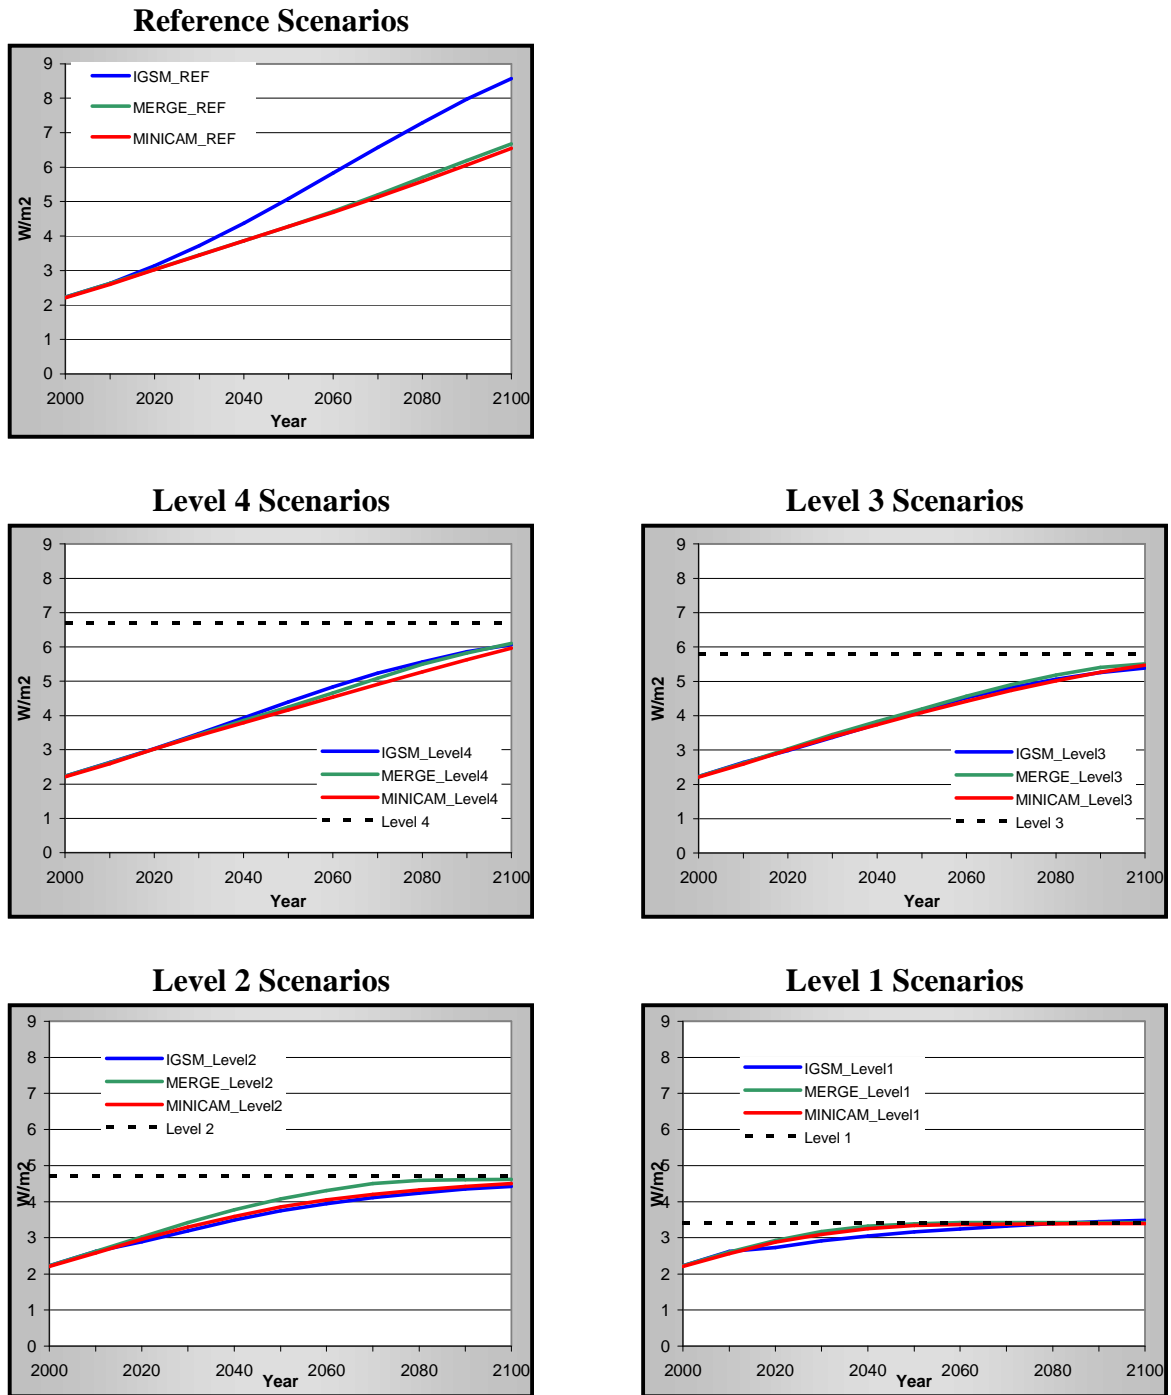 Reference Scenarios
9
8
7
6
5
4
3
2
1
0
W/m2
IGSM_REF
MERGE_REF
MINICAM_REF
2000 2020 2040 2060 2080 2100
Year
Level 4 Scenarios
9
8
7
6
5
4
3
2
1
0
W/m2
IGSM_Level4
MERGE_Level4
MINICAM_Level4
Level 4
2000 2020 2040 2060 2080 2100
Year
Level 3 Scenarios
9
8
7
6
5
4
3
2
1
0
W/m2
IGSM_Level3
MERGE_Level3
MINICAM_Level3
Level 3
2000 2020 2040 2060 2080 2100
Year
Level 2 Scenarios
9
8
7
6
5
4
3
2
1
0
W/m2
IGSM_Level2
MERGE_Level2
MINICAM_Level2
Level 2
2000 2020 2040 2060 2080 2100
Year
Level 1 Scenarios
9
8
7
6
5
4
3
2
1
0
W/m2
IGSM_Level1
MERGE_Level1
MINICAM_Level1
Level 1
2000 2020 2040 2060 2080 2100
Year